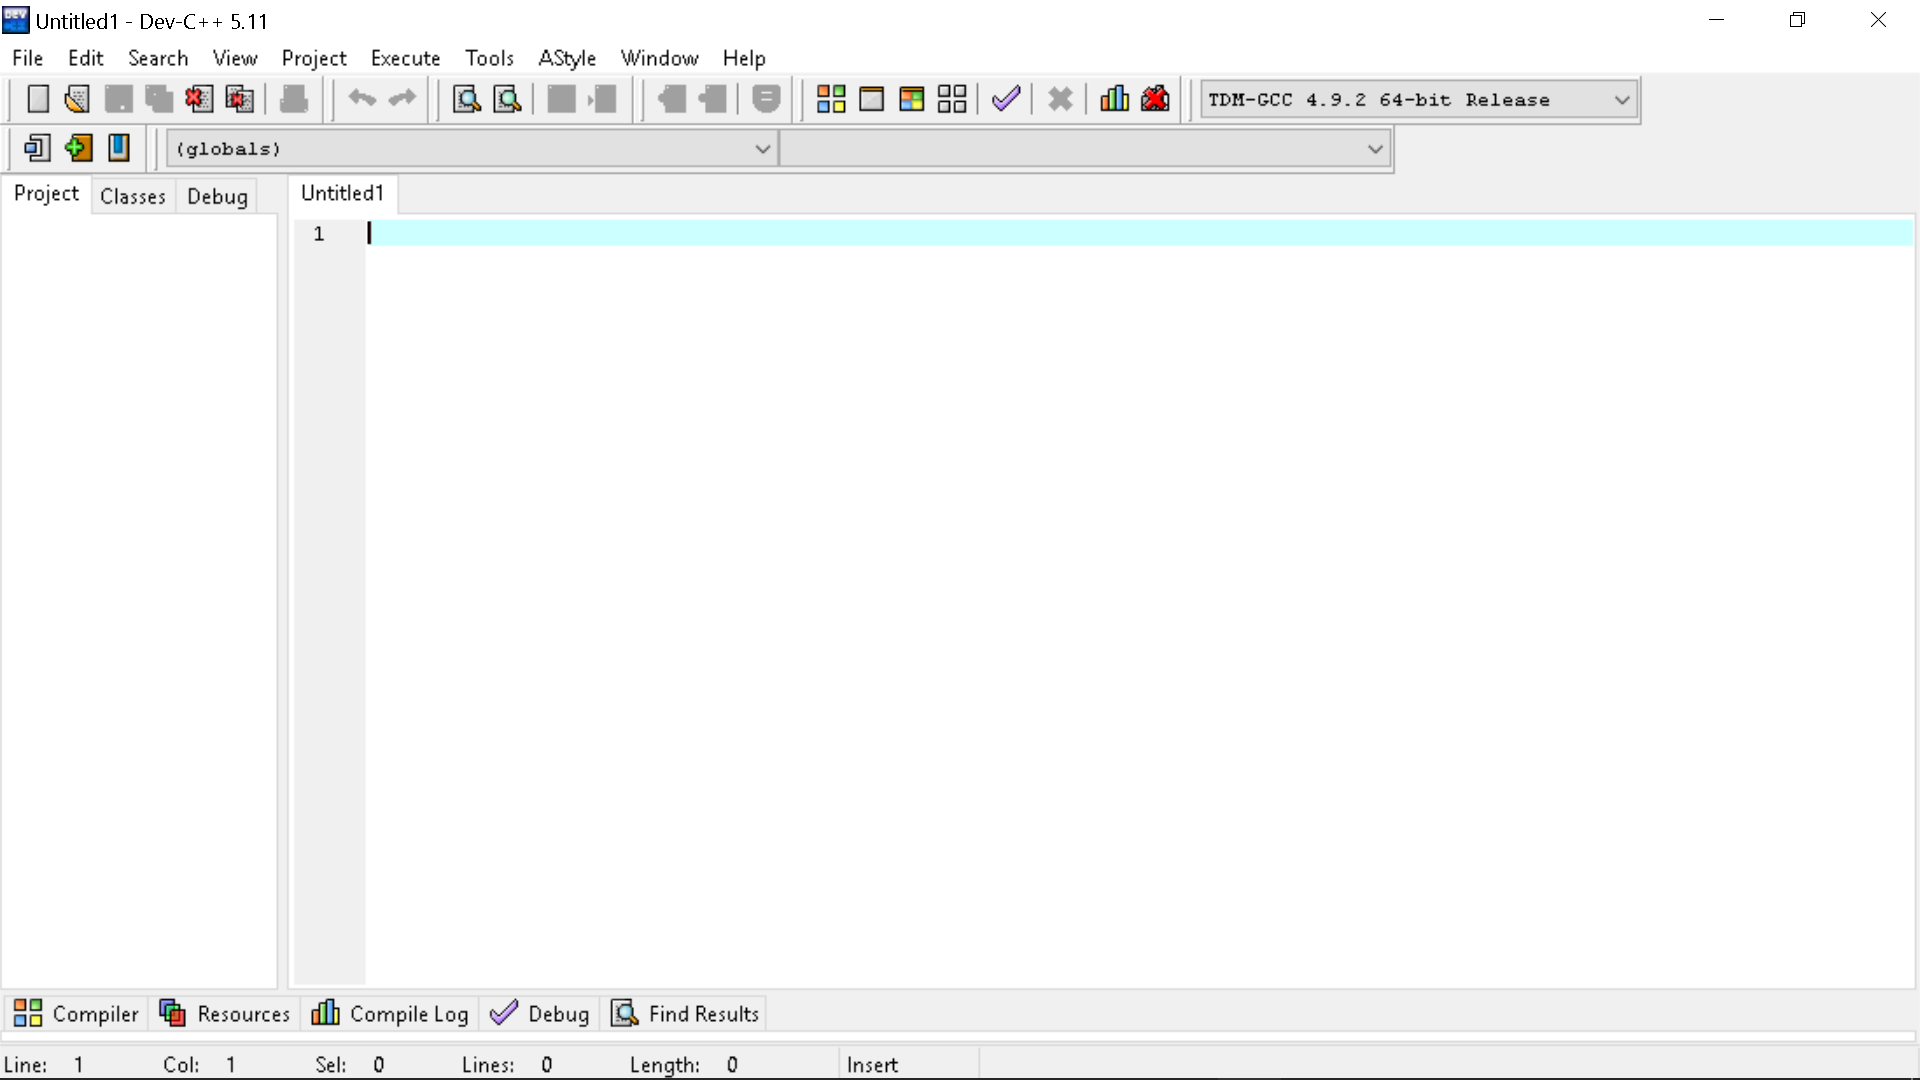 DEV Untitled1 - Dev-C++ 5.11
File Edit Search View Project Execute Tools AStyle Window Help
TDM-GCC 4.9.2 64-bit Release
(globals)
Project Classes Debug Untitled1
1
Compiler Resources Compile Log Debug Find Results
Line: 1 Col: 1 Sel: 0 Lines: 0 Length: 0 Insert